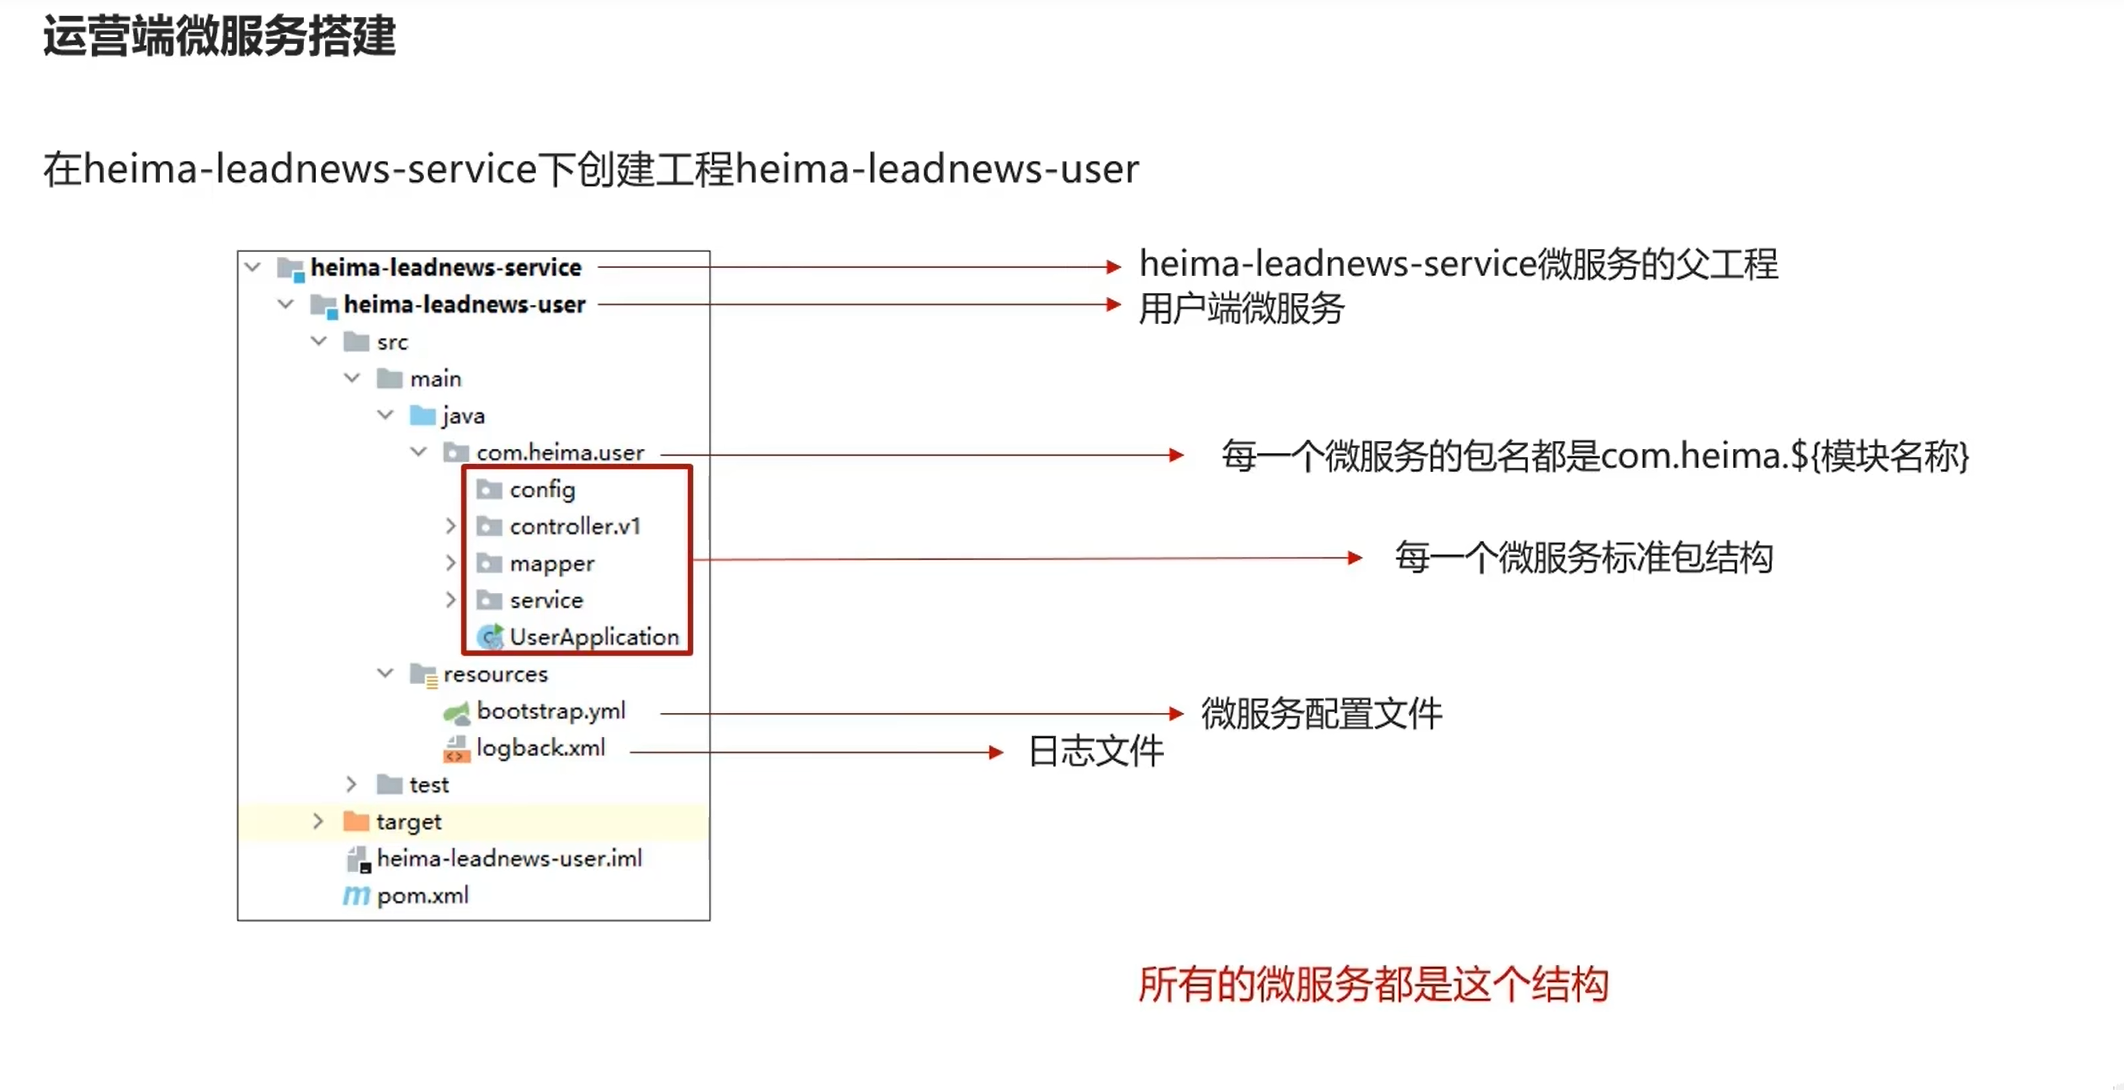 运营端微服务搭建
在heima-leadnews-service下创建工程heima-leadnews-user
heima-leadnews-service
heima-leadnews-service微服务的父工程
heima-leadnews-user
用户端微服务
src
main
java
com.heima.user
每一个微服务的包名都是com.heima.${模块名称}
config
controller.v1
mapper
每一个微服务标准包结构
service
UserApplication
resources
bootstrap.yml
微服务配置文件
logback.xml
日志文件
test
target
heima-leadnews-user.iml
pom.xml
所有的微服务都是这个结构